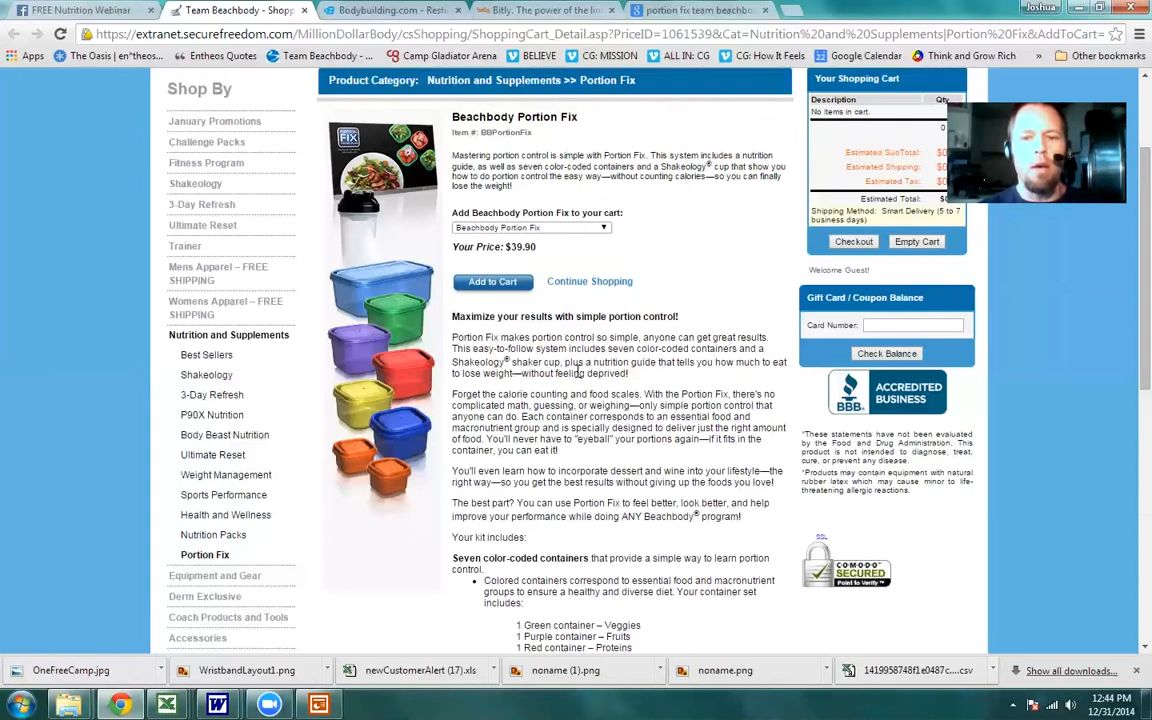 FREE Nutrition Webinar
Team Beachbody - Shopp
Bodybuilding.com - Resta
Bitly. The power of the lin
portion fix team beachbo
Joshua
https://extranet.securefreedom.com/MillionDollarBody/csShopping/ShoppingCart_Detail.asp?PriceID=1061539&Cat=Nutrition%20and%20Supplements|Portion%20Fix&AddToCart=
Apps
The Oasis | en*theos
Entheos Quotes
Team Beachbody - ...
Camp Gladiator Arena
BELIEVE
CG: MISSION
ALL IN: CG
CG: How It Feels
Google Calendar
Think and Grow Rich
»
Other bookmarks
Shop By
January Promotions
Challenge Packs
Fitness Program
Shakeology
3-Day Refresh
Ultimate Reset
Trainer
Mens Apparel – FREE
SHIPPING
Womens Apparel – FREE
SHIPPING
Nutrition and Supplements
Best Sellers
Shakeology
3-Day Refresh
P90X Nutrition
Body Beast Nutrition
Ultimate Reset
Weight Management
Sports Performance
Health and Wellness
Nutrition Packs
Portion Fix
Equipment and Gear
Derm Exclusive
Coach Products and Tools
Accessories
Product Category: Nutrition and Supplements >> Portion Fix
PORTION
FIX
Beachbody Portion Fix
Item #: BBPortionFix
Mastering portion control is simple with Portion Fix. This system includes a nutrition
guide, as well as seven color-coded containers and a Shakeology® cup that show you
how to do portion control the easy way—without counting calories—so you can finally
lose the weight!
Add Beachbody Portion Fix to your cart:
Beachbody Portion Fix
Your Price: $39.90
Add to Cart
Continue Shopping
Maximize your results with simple portion control!
Portion Fix makes portion control so simple, anyone can get great results.
This easy-to-follow system includes seven color-coded containers and a
Shakeology® shaker cup, plus a nutrition guide that tells you how much to eat
to lose weight—without feeling deprived!
Forget the calorie counting and food scales. With the Portion Fix, there's no
complicated math, guessing, or weighing—only simple portion control that
anyone can do. Each container corresponds to an essential food and
macronutrient group and is specially designed to deliver just the right amount
of food. You'll never have to "eyeball" your portions again—if it fits in the
container, you can eat it!
You'll even learn how to incorporate dessert and wine into your lifestyle—the
right way—so you get the best results without giving up the foods you love!
The best part? You can use Portion Fix to feel better, look better, and help
improve your performance while doing ANY Beachbody® program!
Your kit includes:
Seven color-coded containers that provide a simple way to learn portion
control.
• Colored containers correspond to essential food and macronutrient
groups to ensure a healthy and diverse diet. Your container set
includes:
1 Green container – Veggies
1 Purple container – Fruits
1 Red container – Proteins
Your Shopping Cart
Description Qty
No items in cart.
0
Estimated SubTotal: $0
Estimated Shipping: $0
Estimated Tax: $0
Estimated Total: $
Shipping Method: Smart Delivery (5 to 7
business days)
Checkout
Empty Cart
Welcome Guest!
Gift Card / Coupon Balance
Card Number:
Check Balance
BBB
ACCREDITED
BUSINESS
*These statements have not been evaluated
by the Food and Drug Administration. This
product is not intended to diagnose, treat,
cure, or prevent any disease.
*Products may contain equipment with natural
rubber latex which may cause minor to life-
threatening allergic reactions.
SSL
COMODO
SECURED
Point to Verify
OneFreeCamp.jpg
WristbandLayout1.png
newCustomerAlert (17).xls
noname (1).png
noname.png
1419958748f1e0487c....csv
Show all downloads...
12:44 PM
12/31/2014